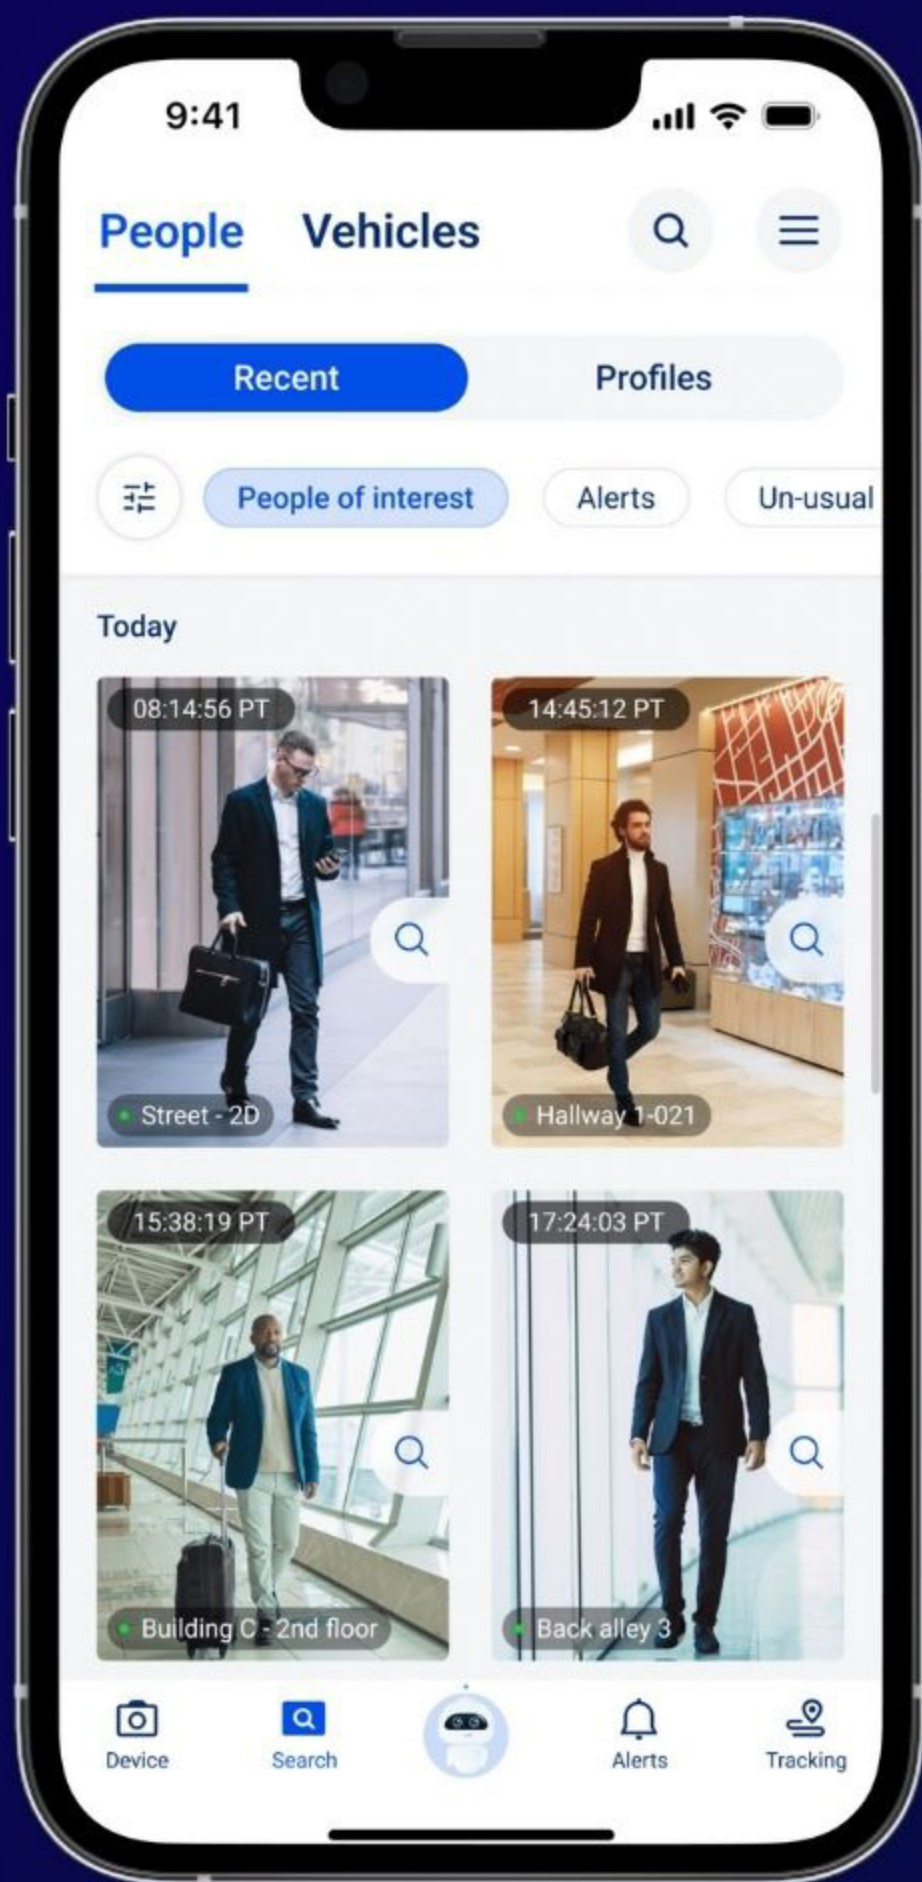 9:41
People Vehicles
Recent Profiles
People of interest Alerts Un-usual
Today
08:14:56 PT
Street - 2D
14:45:12 PT
Hallway 1-021
15:38:19 PT
Building C - 2nd floor
17:24:03 PT
Back alley 3
Device Search Alerts Tracking